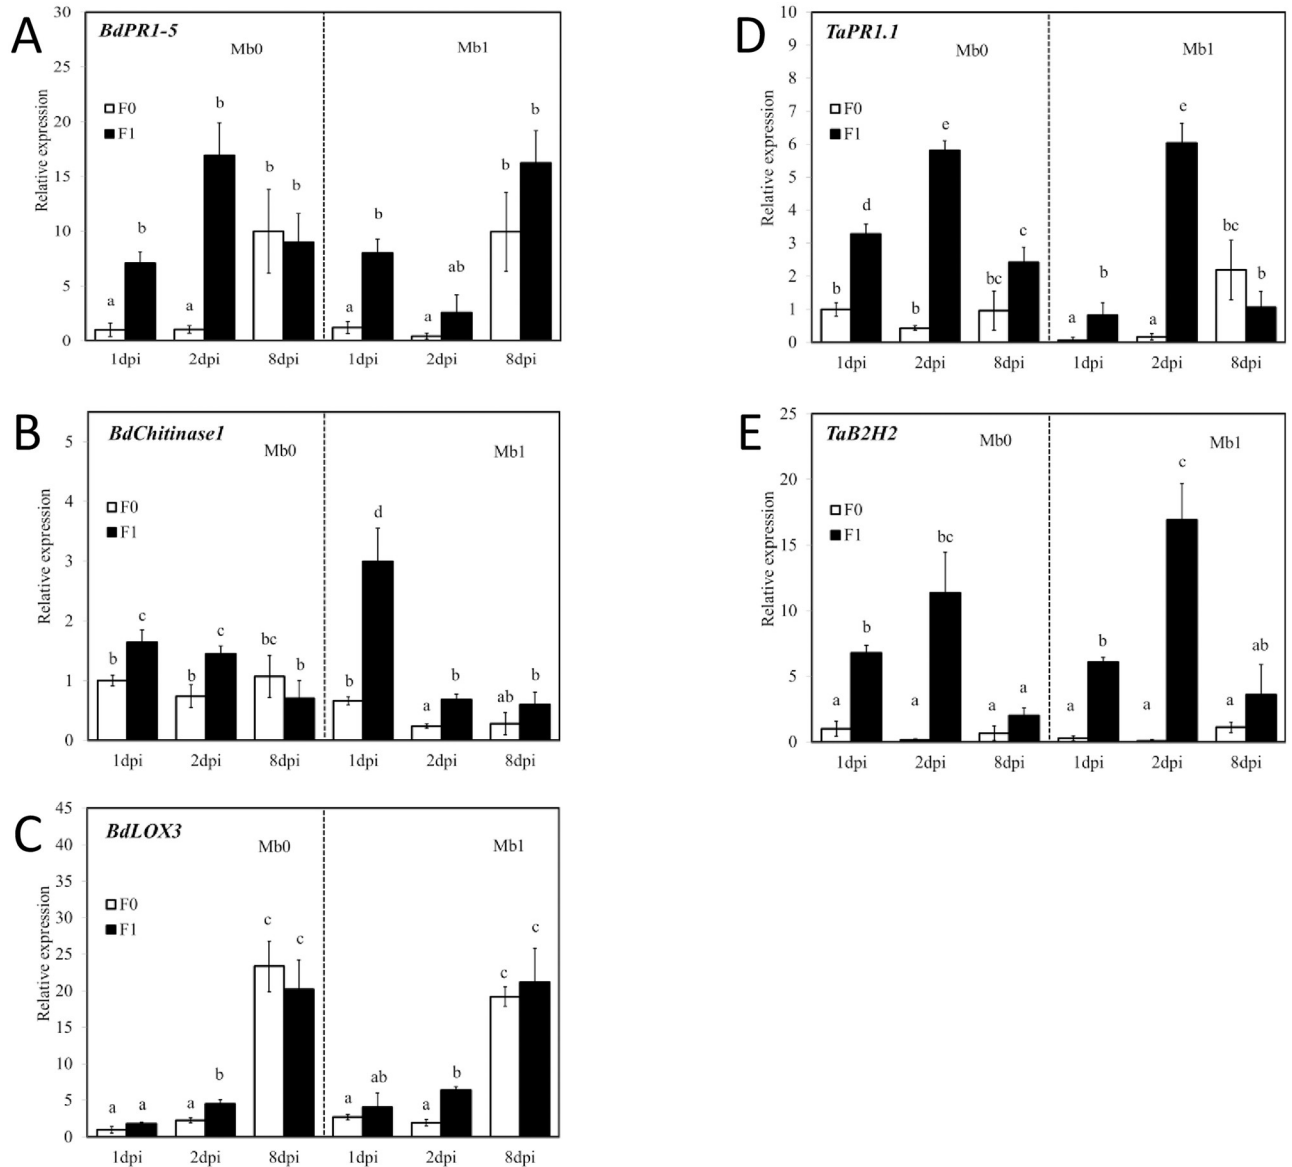 A
BdPR1-5
Mb0
Mb1
Relative expression
F0
F1
30
25
20
15
10
5
0
a
b
a
b
b
b
a
b
a
ab
b
b
1dpi
2dpi
8dpi
1dpi
2dpi
8dpi
B
BdChitinase1
Mb0
Mb1
Relative expression
F0
F1
5
4
3
2
1
0
b
c
b
c
bc
b
b
d
a
b
ab
b
1dpi
2dpi
8dpi
1dpi
2dpi
8dpi
C
BdLOX3
Mb0
Mb1
Relative expression
F0
F1
45
40
35
30
25
20
15
10
5
0
a
a
a
b
c
c
a
ab
a
b
c
c
1dpi
2dpi
8dpi
1dpi
2dpi
8dpi
D
TaPR1.1
Mb0
Mb1
Relative expression
F0
F1
10
9
8
7
6
5
4
3
2
1
0
b
d
b
e
bc
c
a
b
a
e
bc
b
1dpi
2dpi
8dpi
1dpi
2dpi
8dpi
E
TaB2H2
Mb0
Mb1
Relative expression
F0
F1
25
20
15
10
5
0
a
b
a
bc
a
a
a
b
a
c
a
ab
1dpi
2dpi
8dpi
1dpi
2dpi
8dpi